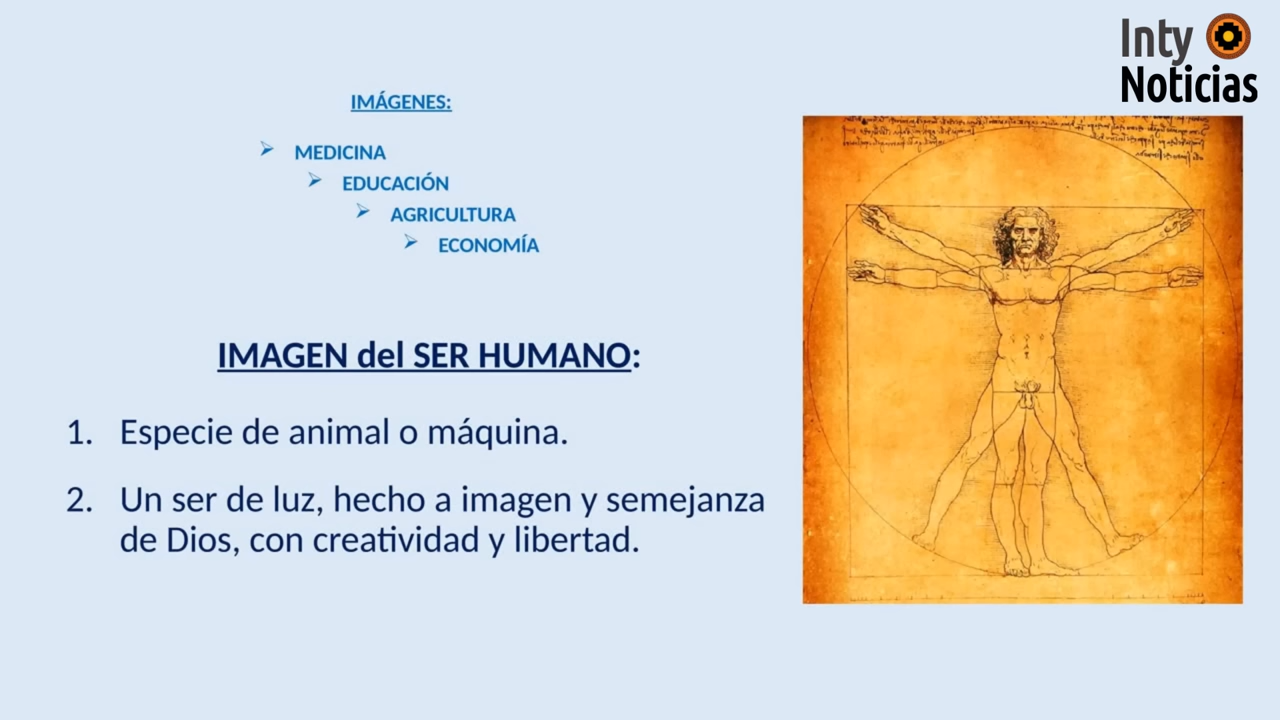 Inty
Noticias
IMÁGENES:
➢ MEDICINA
➢ EDUCACIÓN
➢ AGRICULTURA
➢ ECONOMÍA
IMAGEN del SER HUMANO:
1. Especie de animal o máquina.
2. Un ser de luz, hecho a imagen y semejanza
de Dios, con creatividad y libertad.